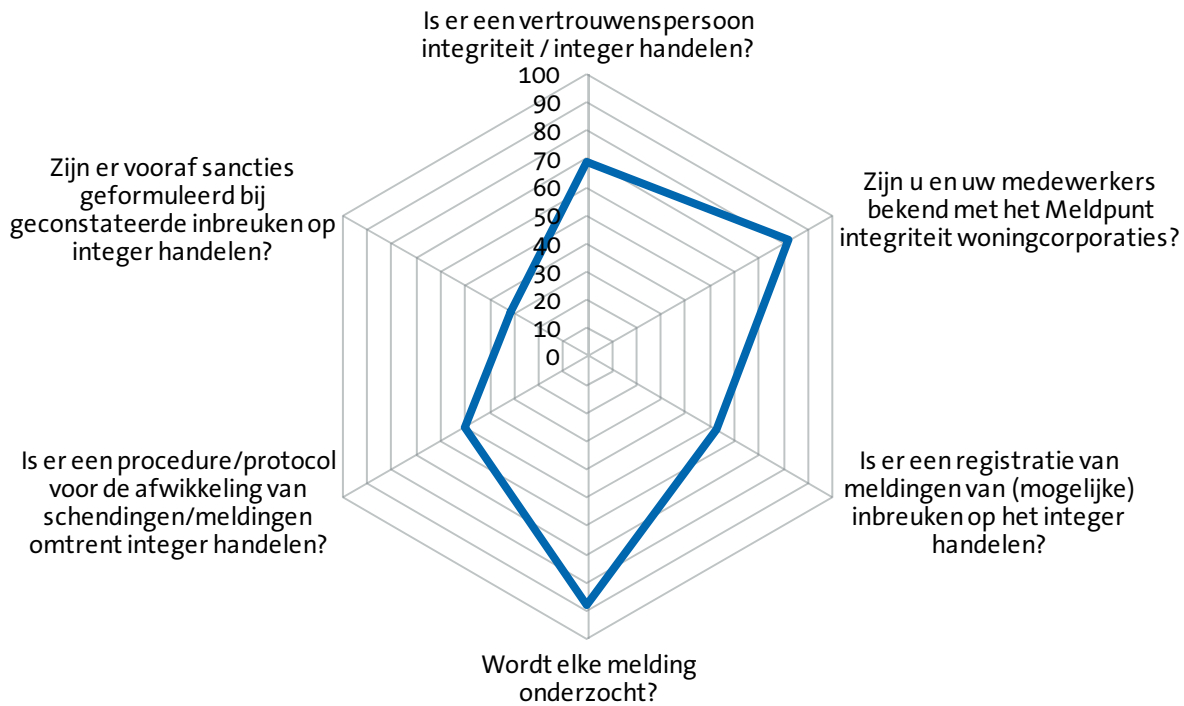 Is er een vertrouwenspersoon
integriteit / integer handelen?
100
90
80
70
60
50
40
30
20
10
0
Zijn u en uw medewerkers
bekend met het Meldpunt
integriteit woningcorporaties?
Is er een registratie van
meldingen van (mogelijke)
inbreuken op het integer
handelen?
Wordt elke melding
onderzocht?
Is er een procedure/protocol
voor de afwikkeling van
schendingen/meldingen
omtrent integer handelen?
Zijn er vooraf sancties
geformuleerd bij
geconstateerde inbreuken op
integer handelen?